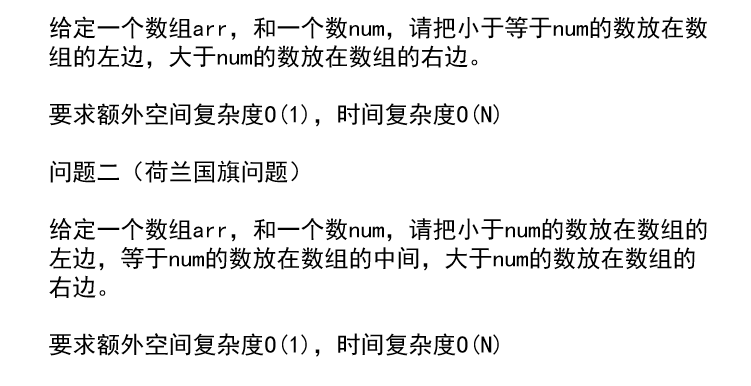 给定一个数组arr，和一个数num，请把小于等于num的数放在数
组的左边，大于num的数放在数组的右边。
要求额外空间复杂度O(1)，时间复杂度O(N)
问题二（荷兰国旗问题）
给定一个数组arr，和一个数num，请把小于num的数放在数组的
左边，等于num的数放在数组的中间，大于num的数放在数组的
右边。
要求额外空间复杂度O(1)，时间复杂度O(N)